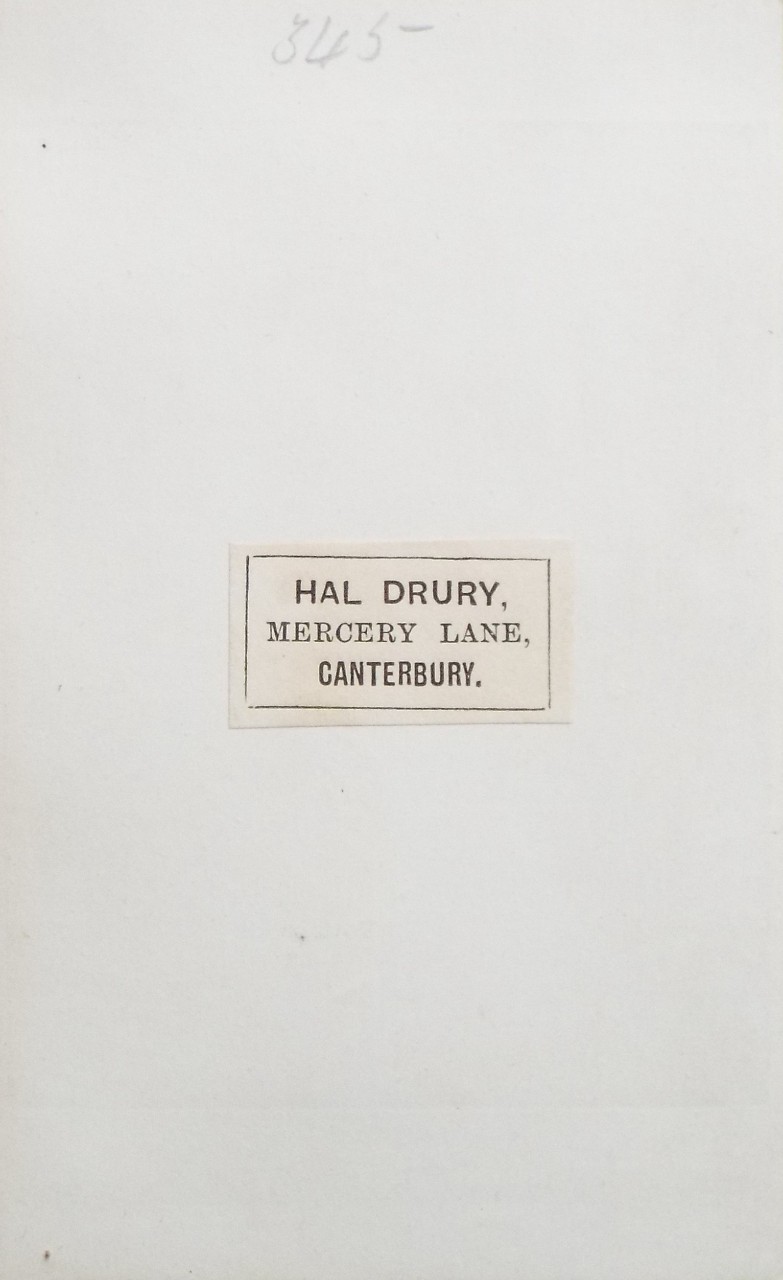 345
HAL DRURY,
MERCERY LANE,
CANTERBURY.